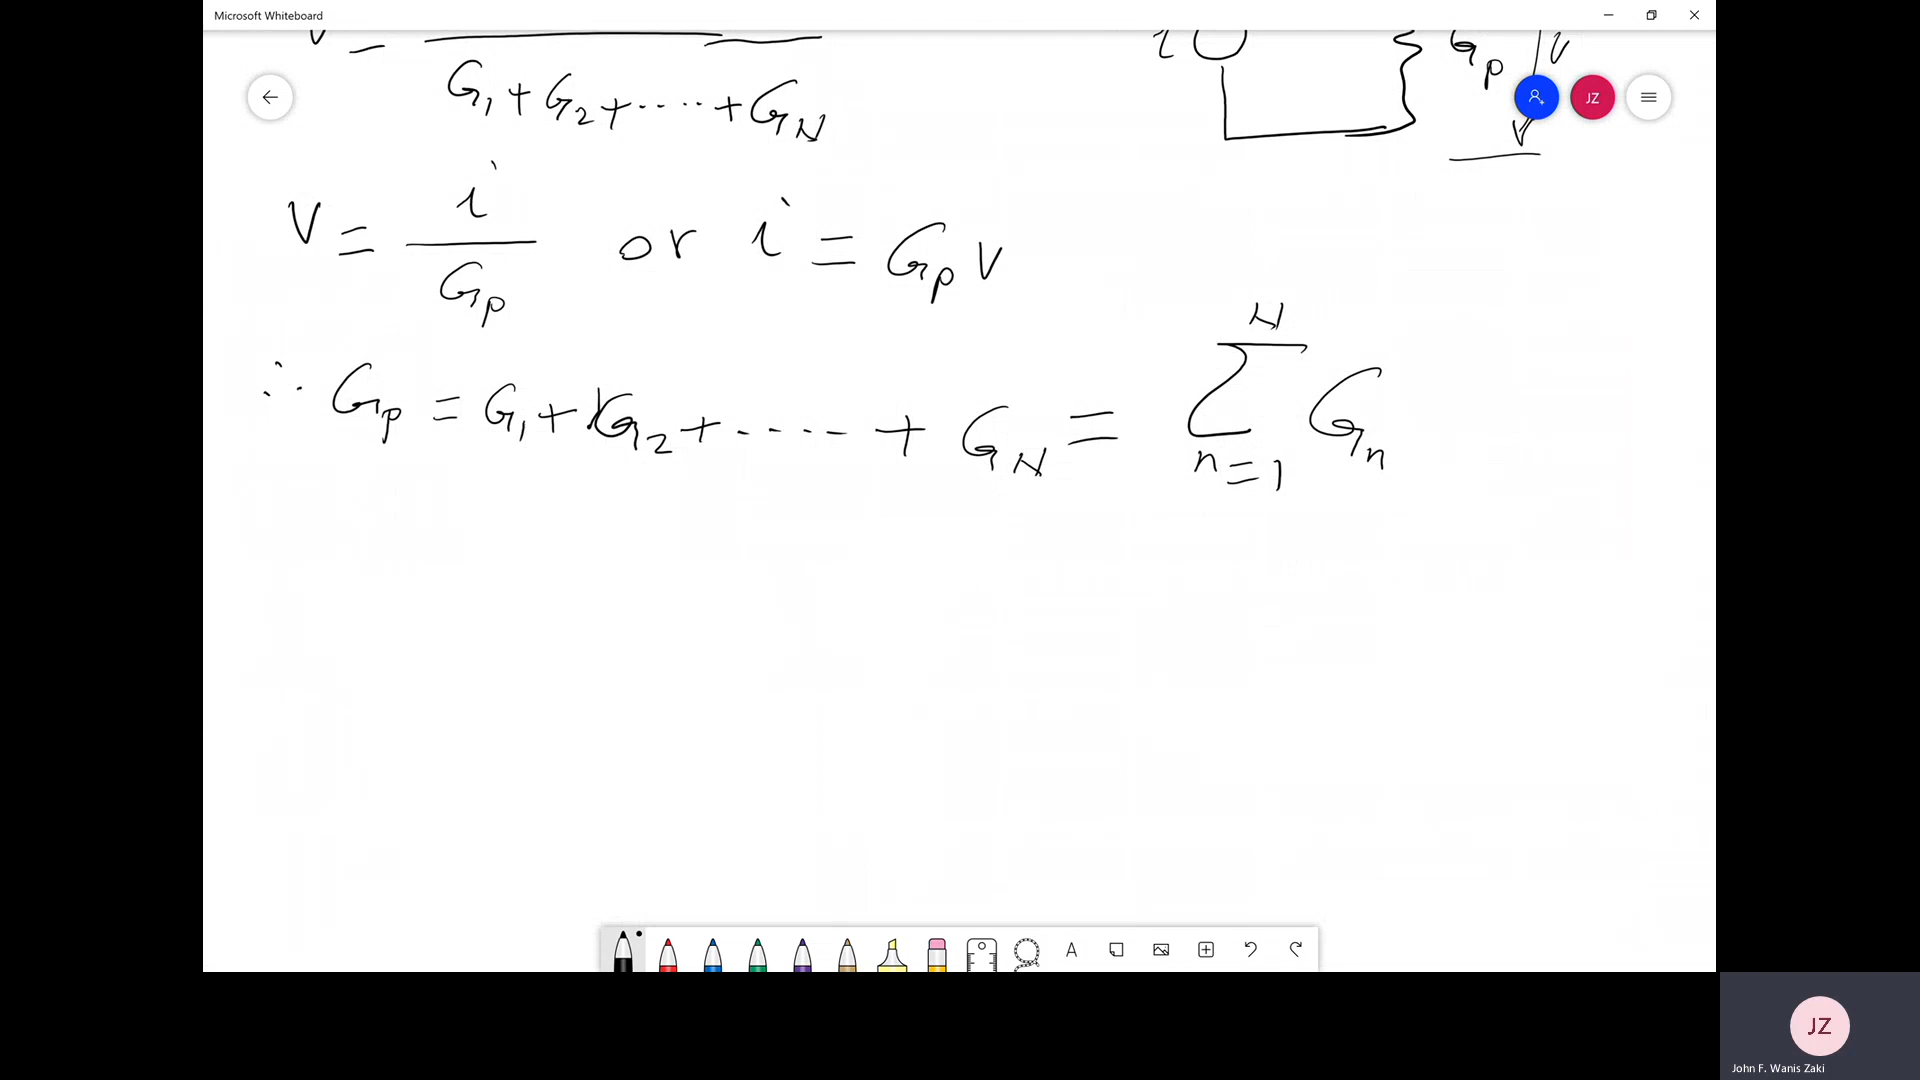 Microsoft Whiteboard
V =
G1 + G2 + ..... + GN
i
Gp
V
JZ
V = i / Gp or i = Gp V
∴ Gp = G1 + G2 + ..... + GN = ∑ n=1 N Gn
A
JZ
John F. Wanis Zaki